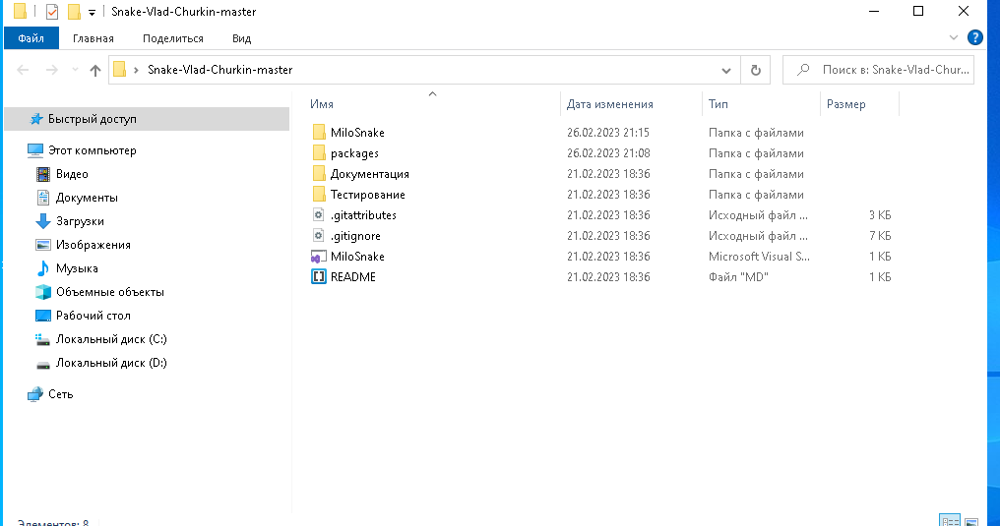 Snake-Vlad-Churkin-master
Файл Главная Поделиться Вид
Snake-Vlad-Churkin-master
Поиск в: Snake-Vlad-Chur...
Имя Дата изменения Тип Размер
Быстрый доступ
Этот компьютер
Видео
Документы
Загрузки
Изображения
Музыка
Объемные объекты
Рабочий стол
Локальный диск (C:)
Локальный диск (D:)
Сеть
MiloSnake 26.02.2023 21:15 Папка с файлами
packages 26.02.2023 21:08 Папка с файлами
Документация 21.02.2023 18:36 Папка с файлами
Тестирование 21.02.2023 18:36 Папка с файлами
.gitattributes 21.02.2023 18:36 Исходный файл ... 3 КБ
.gitignore 21.02.2023 18:36 Исходный файл ... 7 КБ
MiloSnake 21.02.2023 18:36 Microsoft Visual S... 1 КБ
README 21.02.2023 18:36 Файл "MD" 1 КБ
Элементов: 8